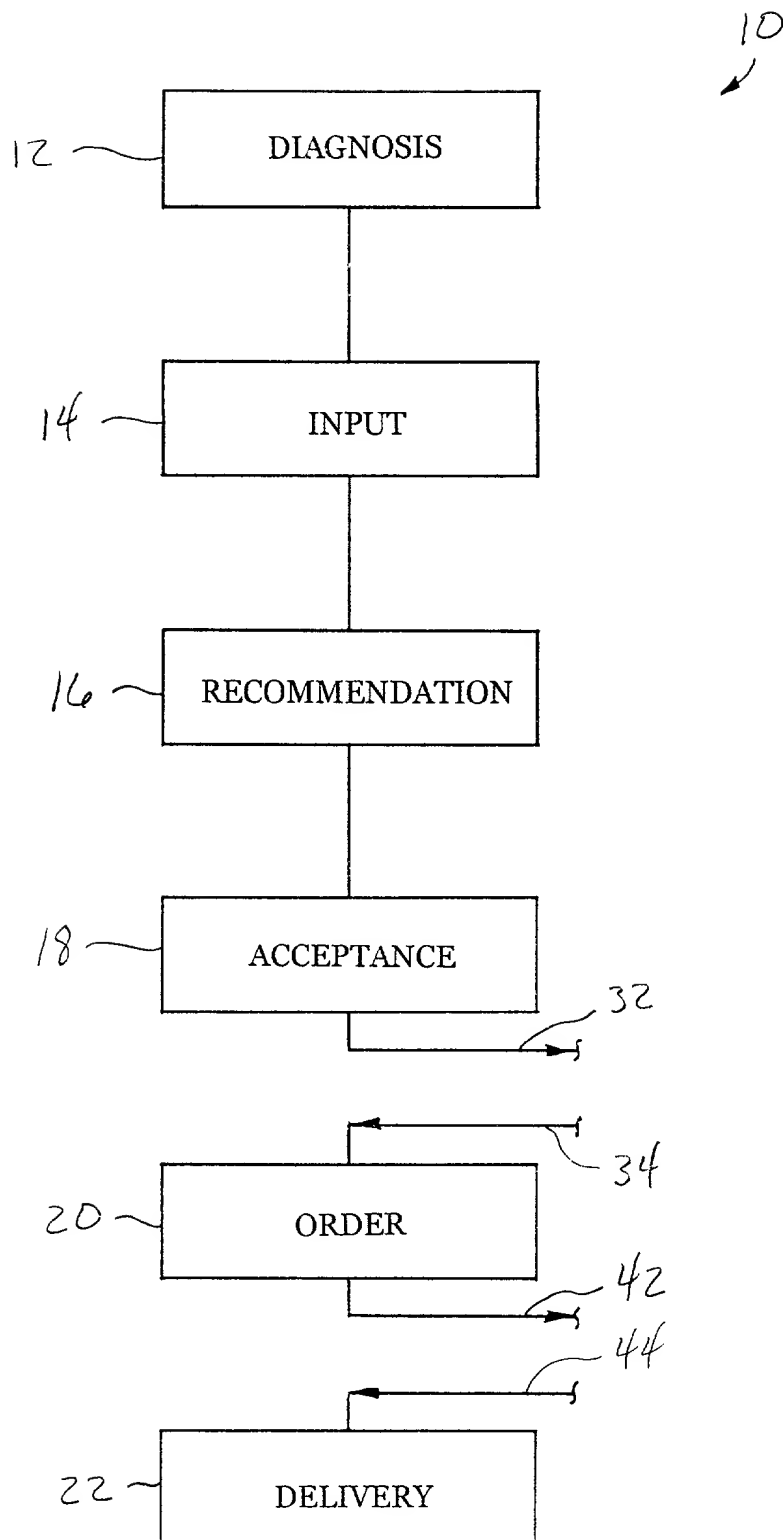 10
12 DIAGNOSIS
14 INPUT
16 RECOMMENDATION
18 ACCEPTANCE
32
34
20 ORDER
42
44
22 DELIVERY